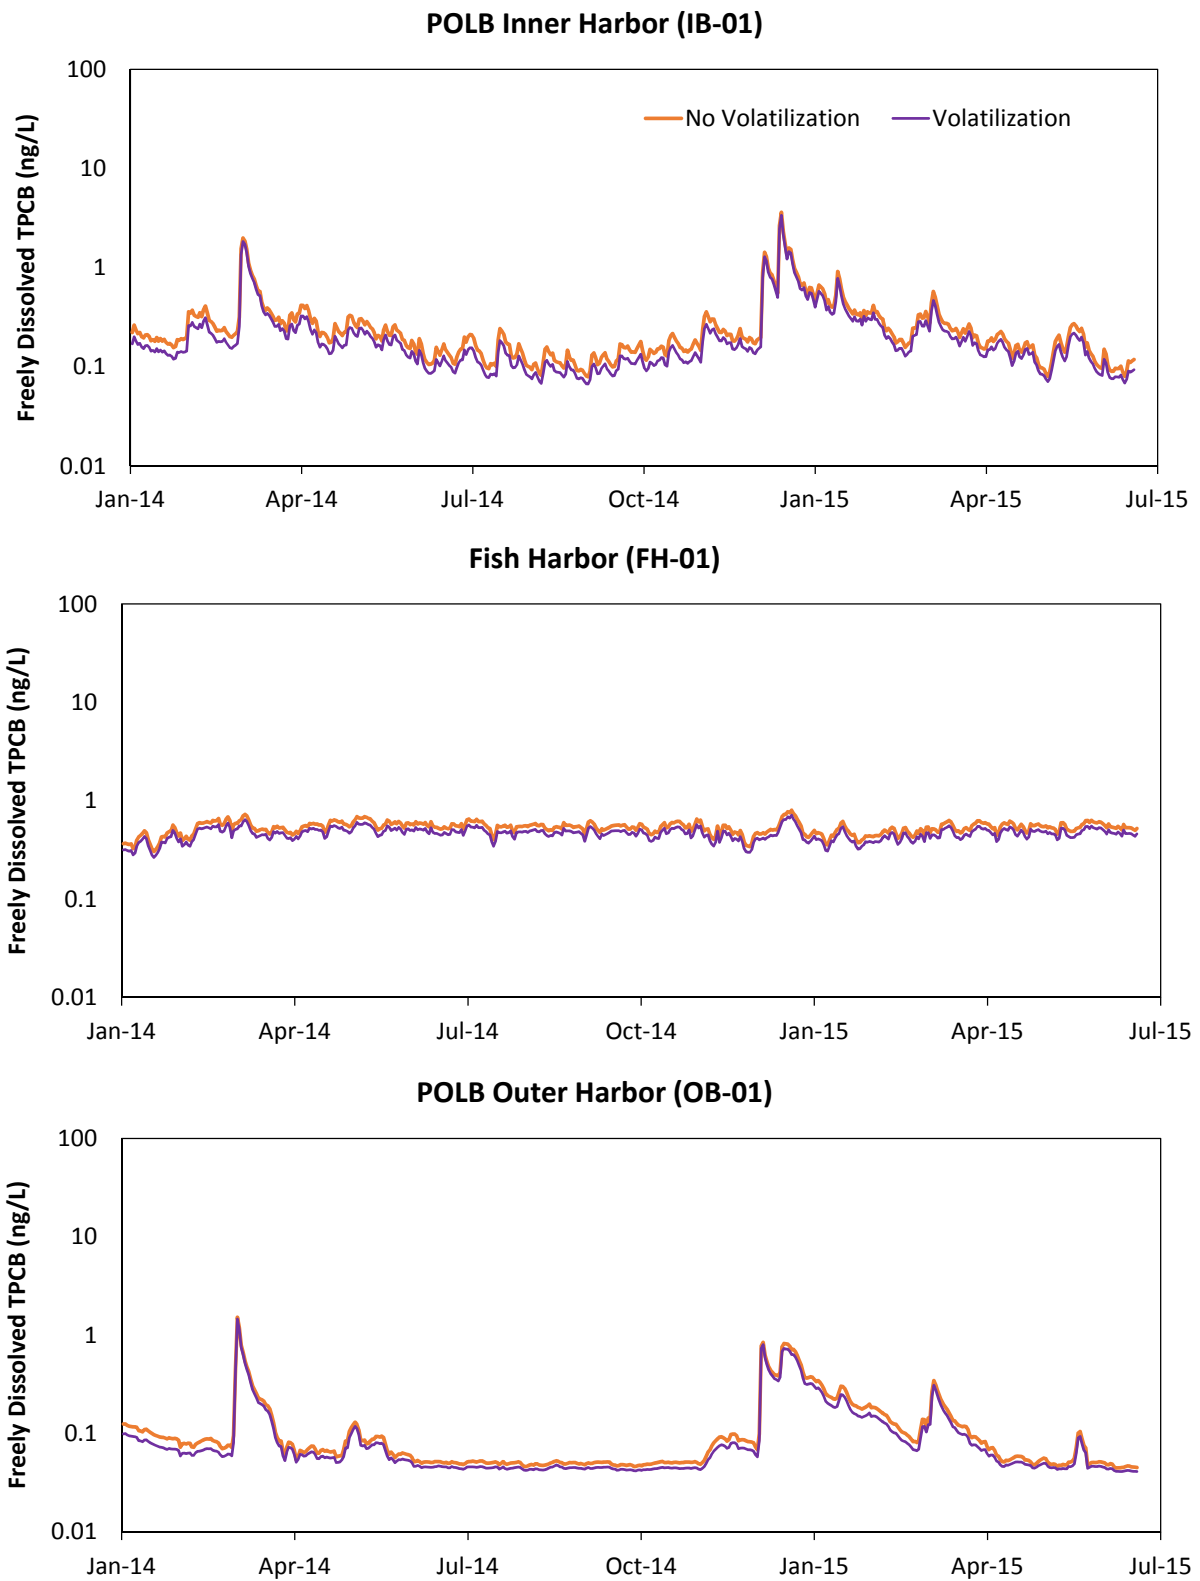 POLB Inner Harbor (IB-01)
Freely Dissolved TPCB (ng/L)
100
10
1
0.1
0.01
No Volatilization Volatilization
Jan-14 Apr-14 Jul-14 Oct-14 Jan-15 Apr-15 Jul-15
Fish Harbor (FH-01)
Freely Dissolved TPCB (ng/L)
100
10
1
0.1
0.01
Jan-14 Apr-14 Jul-14 Oct-14 Jan-15 Apr-15 Jul-15
POLB Outer Harbor (OB-01)
Freely Dissolved TPCB (ng/L)
100
10
1
0.1
0.01
Jan-14 Apr-14 Jul-14 Oct-14 Jan-15 Apr-15 Jul-15